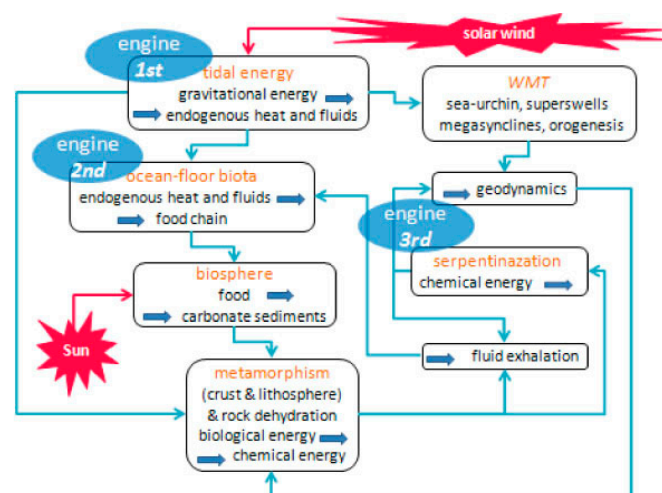 engine
1st
solar wind
tidal energy
gravitational energy
endogenous heat and fluids
WMT
sea-urchin, superswells
megasynclines, orogenesis
engine
2nd
ocean-floor biota
endogenous heat and fluids
food chain
geodynamics
engine
3rd
serpentinazation
chemical energy
biosphere
food
carbonate sediments
Sun
fluid exhalation
metamorphism
(crust & lithosphere)
& rock dehydration
biological energy
chemical energy